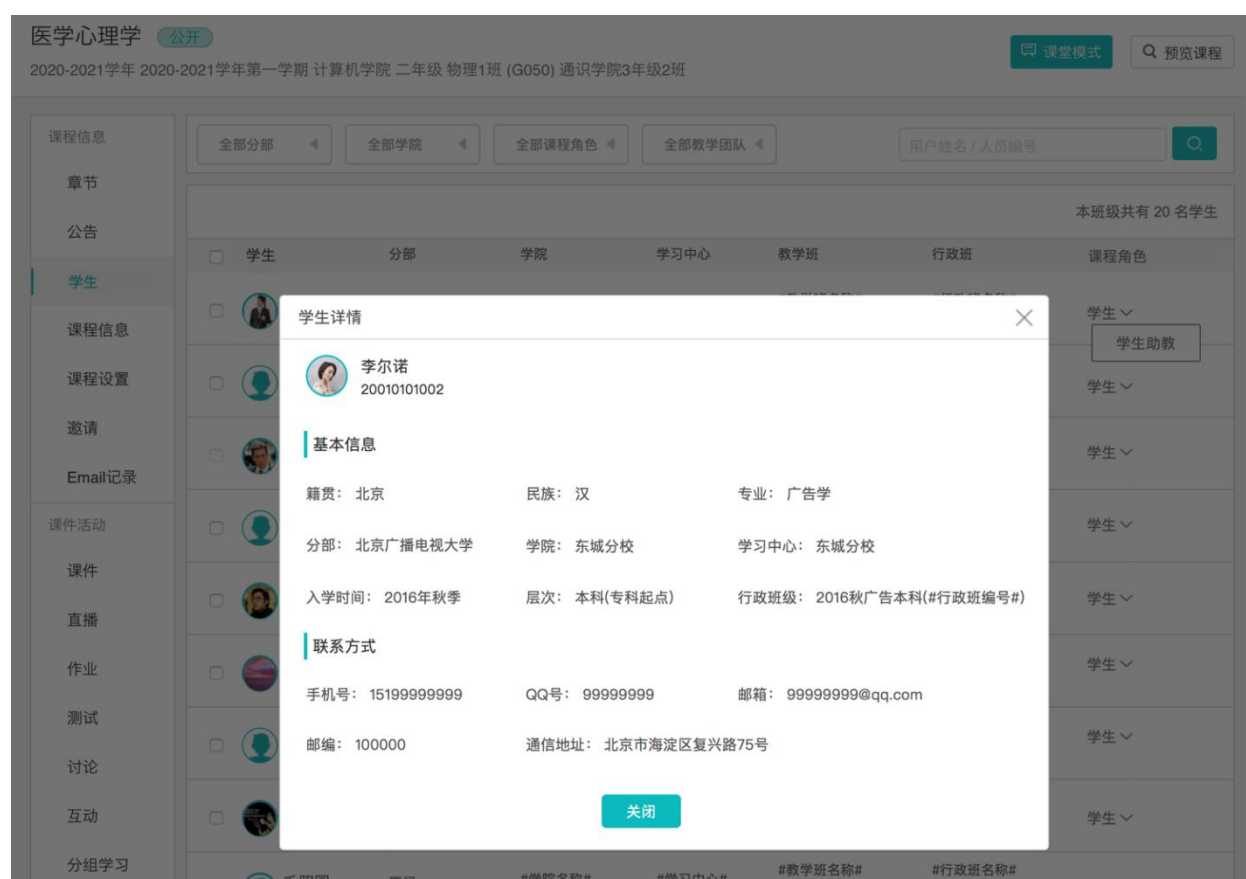 医学心理学 公开
课堂模式 预览课程
2020-2021学年 2020-2021学年第一学期 计算机学院 二年级 物理1班 (G050) 通识学院3年级2班
课程信息
章节
公告
学生
课程信息
课程设置
邀请
Email记录
课件活动
课件
直播
作业
测试
讨论
互动
分组学习
全部分部 全部学院 全部课程角色 全部教学团队 用户姓名 / 人员编号
本班级共有 20 名学生
学生 分部 学院 学习中心 教学班 行政班 课程角色
学生
学生助教
学生
学生
学生
学生
学生
学生
学生
学生详情
李尔诺
20010101002
基本信息
籍贯： 北京 民族： 汉 专业： 广告学
分部： 北京广播电视大学 学院： 东城分校 学习中心： 东城分校
入学时间： 2016年秋季 层次： 本科(专科起点) 行政班级： 2016秋广告本科(#行政班编号#)
联系方式
手机号： 15199999999 QQ号： 99999999 邮箱： 99999999@qq.com
邮编： 100000 通信地址： 北京市海淀区复兴路75号
关闭
#教学班名称# #行政班名称#